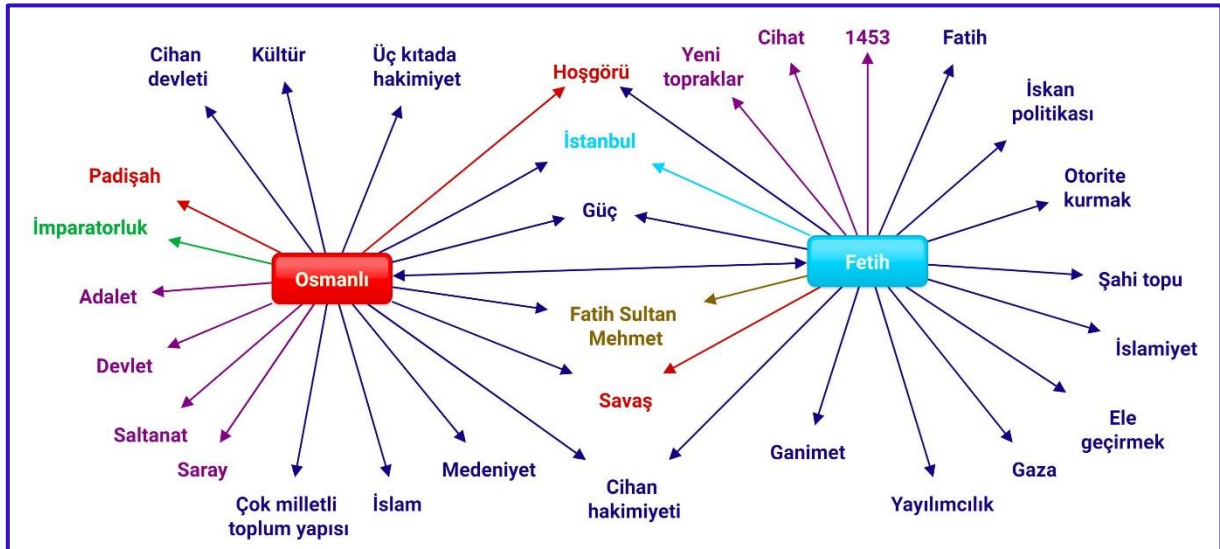 Cihan
devleti
Kültür
Üç kıtada
hakimiyet
Hoşgörü
Yeni
topraklar
Cihat
1453
Fatih
İskan
politikası
İstanbul
Padişah
Otorite
kurmak
Güç
İmparatorluk
Osmanlı
Fetih
Şahi topu
Adalet
Fatih Sultan
Mehmet
İslamiyet
Devlet
Savaş
Saltanat
Saray
Medeniyet
Ganimet
Ele
geçirmek
Gaza
Çok milletli
toplum yapısı
İslam
Cihan
hakimiyeti
Yayılımcılık